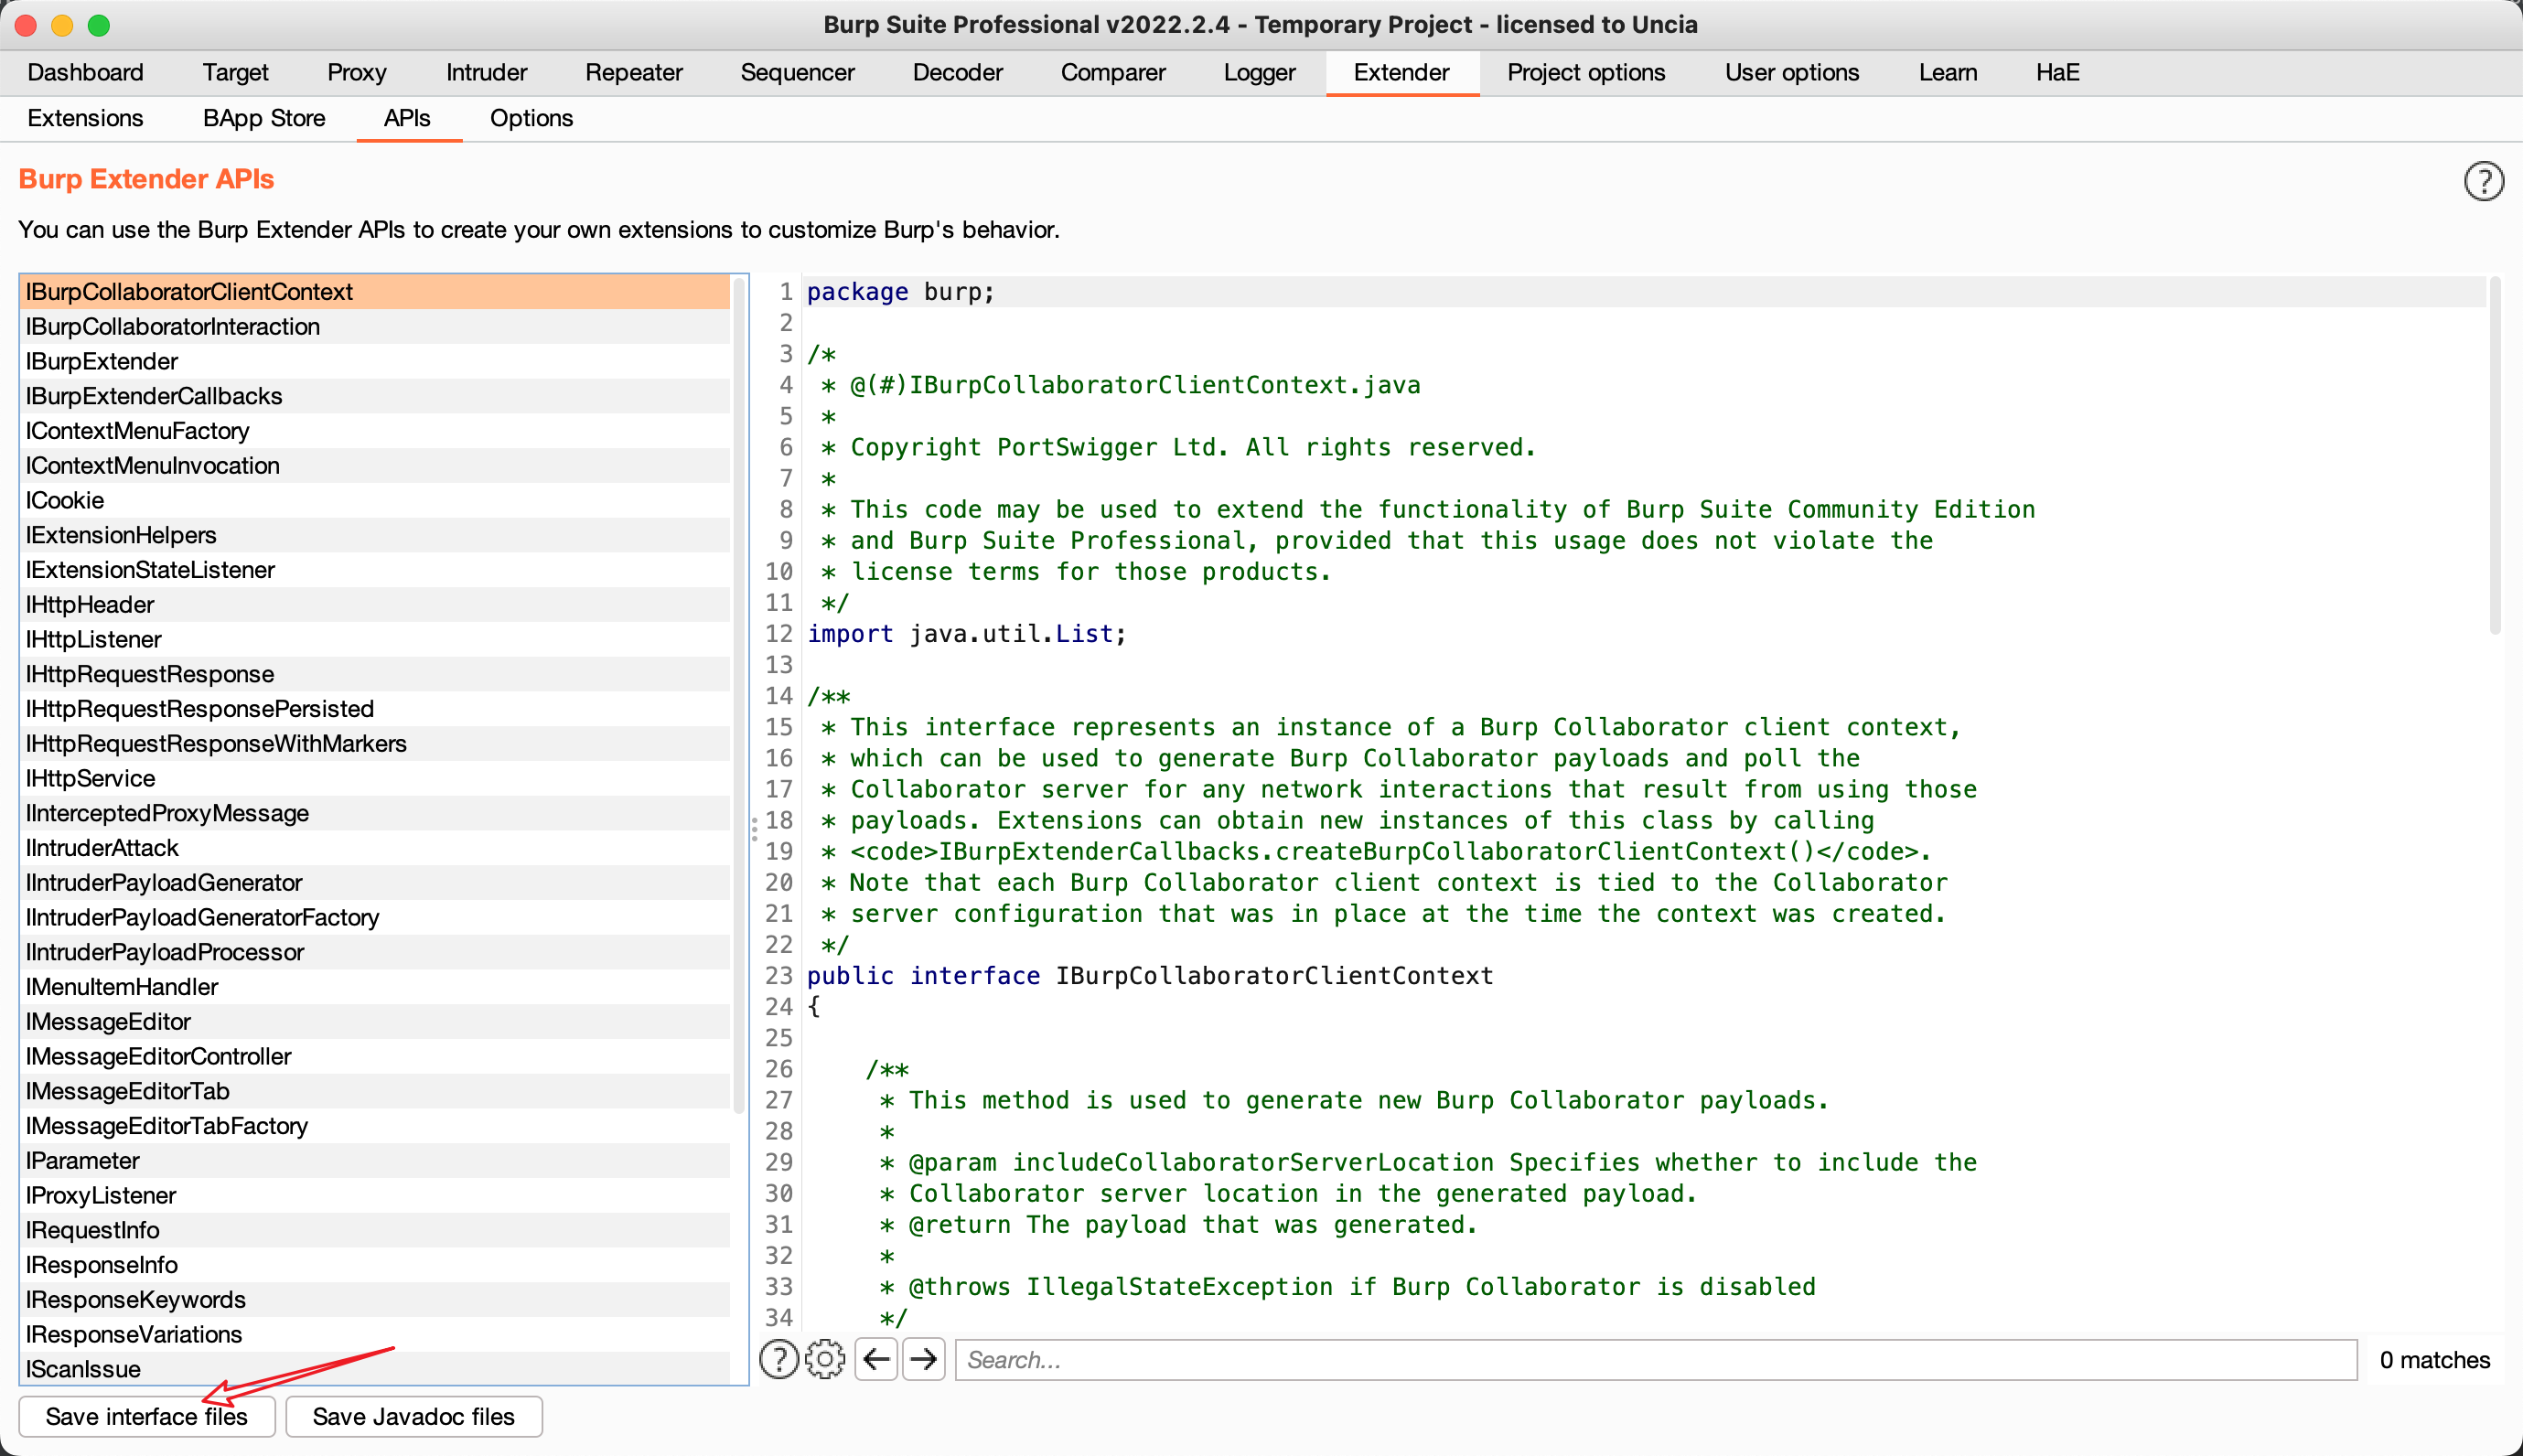 Burp Suite Professional v2022.2.4 - Temporary Project - licensed to Uncia
Dashboard Target Proxy Intruder Repeater Sequencer Decoder Comparer Logger Extender Project options User options Learn HaE
Extensions BApp Store APIs Options
Burp Extender APIs
?
You can use the Burp Extender APIs to create your own extensions to customize Burp's behavior.
IBurpCollaboratorClientContext
IBurpCollaboratorInteraction
IBurpExtender
IBurpExtenderCallbacks
IContextMenuFactory
IContextMenuInvocation
ICookie
IExtensionHelpers
IExtensionStateListener
IHttpHeader
IHttpListener
IHttpRequestResponse
IHttpRequestResponsePersisted
IHttpRequestResponseWithMarkers
IHttpService
IInterceptedProxyMessage
IIntruderAttack
IIntruderPayloadGenerator
IIntruderPayloadGeneratorFactory
IIntruderPayloadProcessor
IMenuItemHandler
IMessageEditor
IMessageEditorController
IMessageEditorTab
IMessageEditorTabFactory
IParameter
IProxyListener
IRequestInfo
IResponseInfo
IResponseKeywords
IResponseVariations
IScanIssue
1 package burp;
2
3 /*
4 * @(#)IBurpCollaboratorClientContext.java
5 *
6 * Copyright PortSwigger Ltd. All rights reserved.
7 *
8 * This code may be used to extend the functionality of Burp Suite Community Edition
9 * and Burp Suite Professional, provided that this usage does not violate the
10 * license terms for those products.
11 */
12 import java.util.List;
13
14 /**
15 * This interface represents an instance of a Burp Collaborator client context,
16 * which can be used to generate Burp Collaborator payloads and poll the
17 * Collaborator server for any network interactions that result from using those
18 * payloads. Extensions can obtain new instances of this class by calling
19 * <code>IBurpExtenderCallbacks.createBurpCollaboratorClientContext()</code>.
20 * Note that each Burp Collaborator client context is tied to the Collaborator
21 * server configuration that was in place at the time the context was created.
22 */
23 public interface IBurpCollaboratorClientContext
24 {
25
26 /**
27 * This method is used to generate new Burp Collaborator payloads.
28 *
29 * @param includeCollaboratorServerLocation Specifies whether to include the
30 * Collaborator server location in the generated payload.
31 * @return The payload that was generated.
32 *
33 * @throws IllegalStateException if Burp Collaborator is disabled
34 */
? Search... 0 matches
Save interface files Save Javadoc files